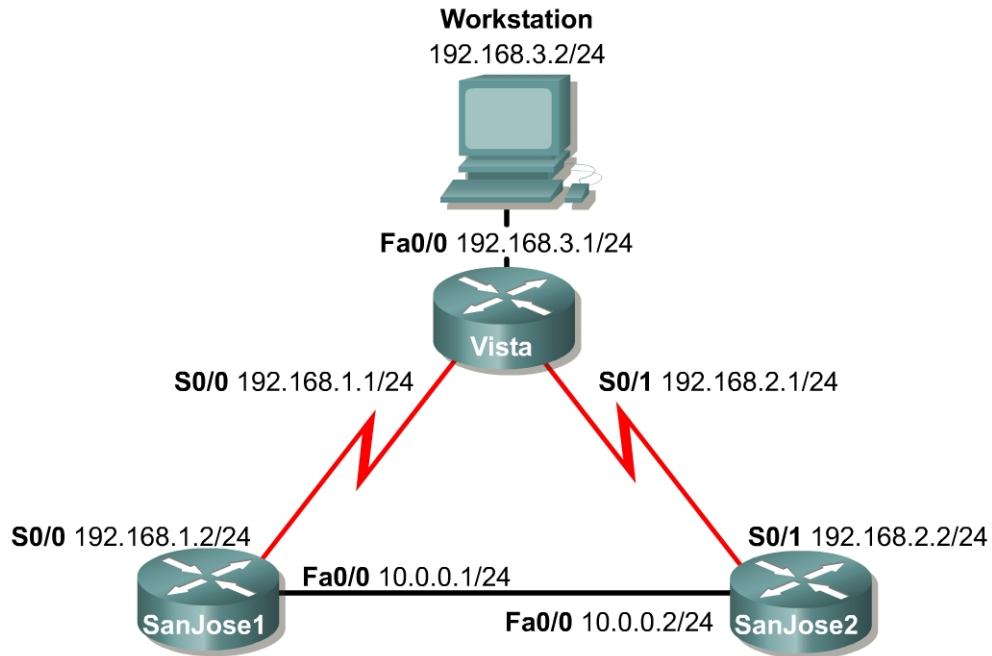 Workstation
192.168.3.2/24
Fa0/0 192.168.3.1/24
Vista
S0/0 192.168.1.1/24
S0/1 192.168.2.1/24
S0/0 192.168.1.2/24
S0/1 192.168.2.2/24
Fa0/0 10.0.0.1/24
Fa0/0 10.0.0.2/24
SanJose1
SanJose2